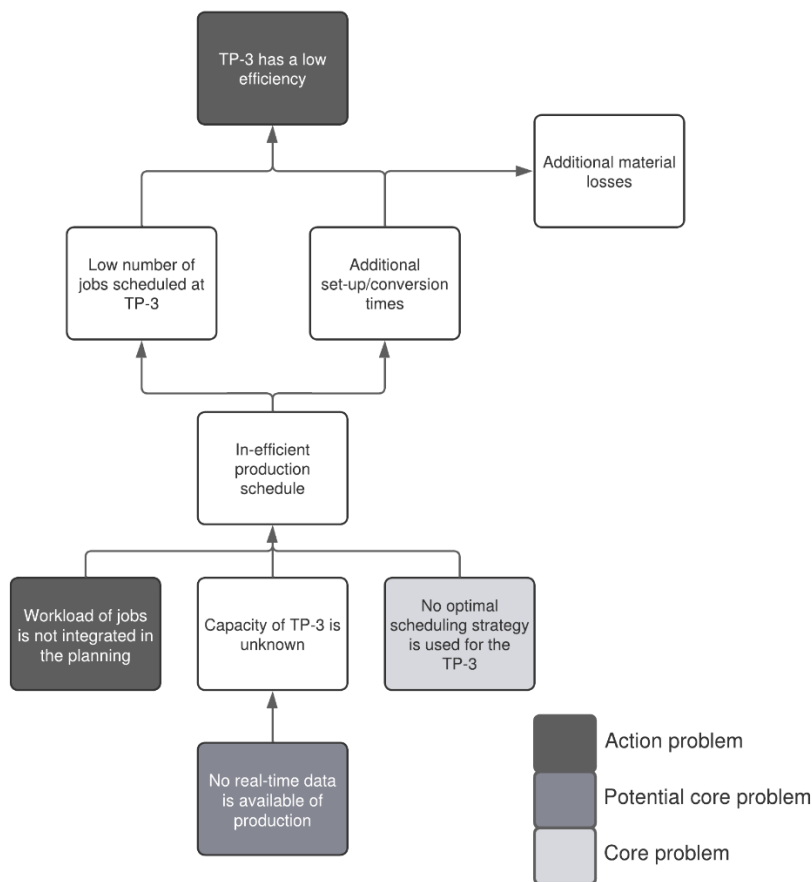 TP-3 has a low
efficiency
Additional material
losses
Low number of
jobs scheduled at
TP-3
Additional
set-up/conversion
times
In-efficient
production
schedule
Workload of jobs
is not integrated in
the planning
Capacity of TP-3 is
unknown
No optimal
scheduling strategy
is used for the
TP-3
No real-time data
is available of
production
Action problem
Potential core problem
Core problem